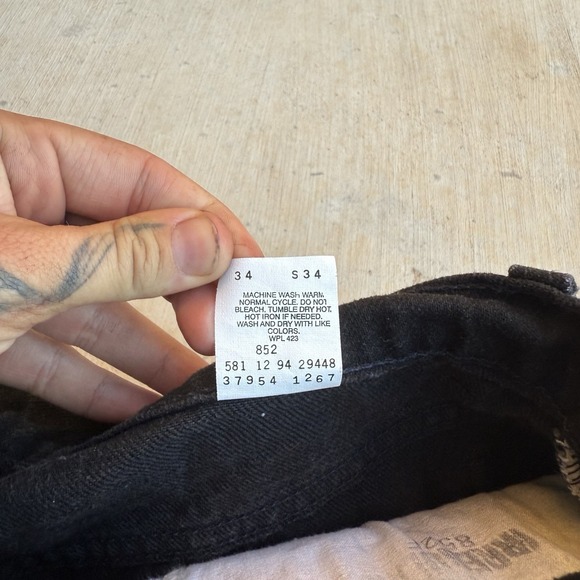 34 S34
MACHINE WASH WARM.
NORMAL CYCLE. DO NOT
BLEACH. TUMBLE DRY HOT.
HOT IRON IF NEEDED.
WASH AND DRY WITH LIKE
COLORS.
WPL 423
852
581 12 94 29448
37954 1267